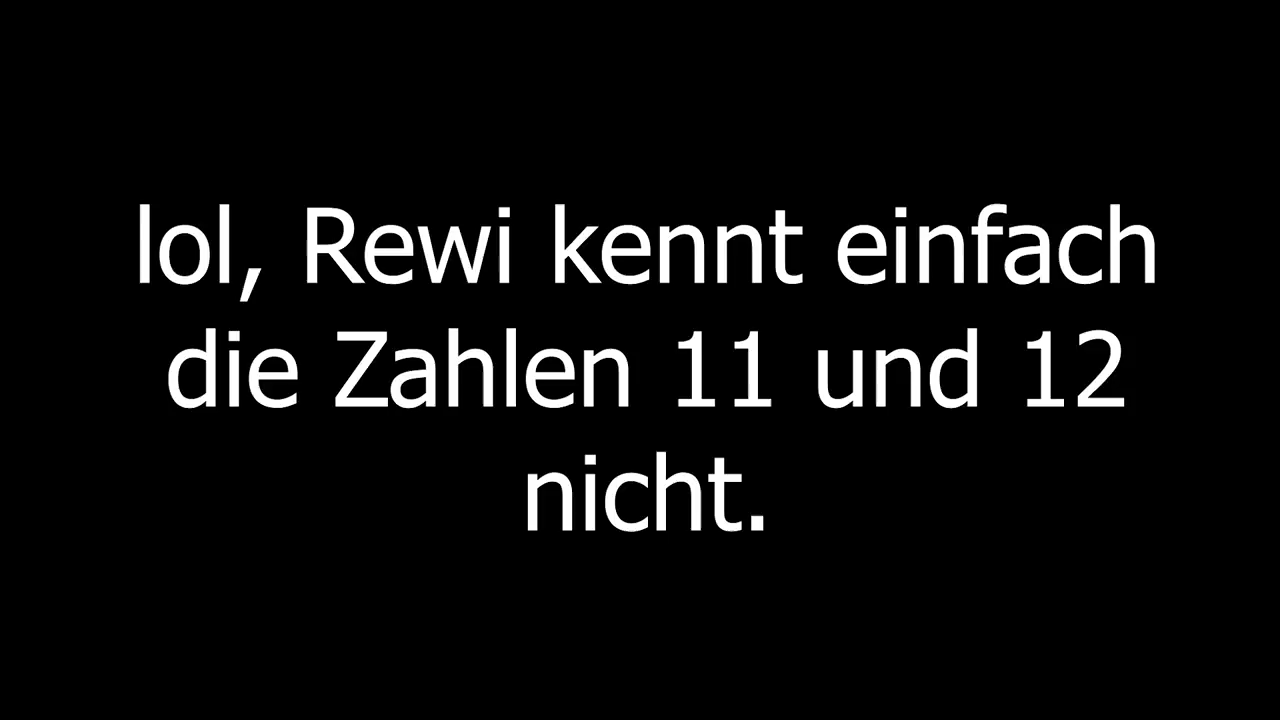 lol, Rewi kennt einfach
die Zahlen 11 und 12
nicht.